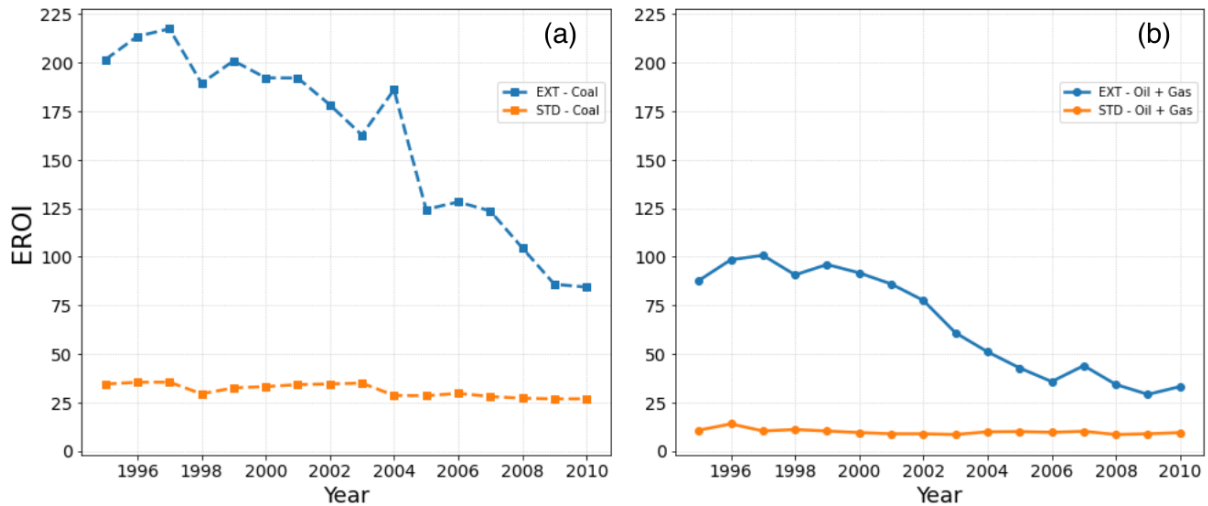 (a)
EXT - Coal
STD - Coal
225
200
175
150
125
100
75
50
25
0
EROI
1996 1998 2000 2002 2004 2006 2008 2010
Year
(b)
EXT - Oil + Gas
STD - Oil + Gas
225
200
175
150
125
100
75
50
25
0
1996 1998 2000 2002 2004 2006 2008 2010
Year